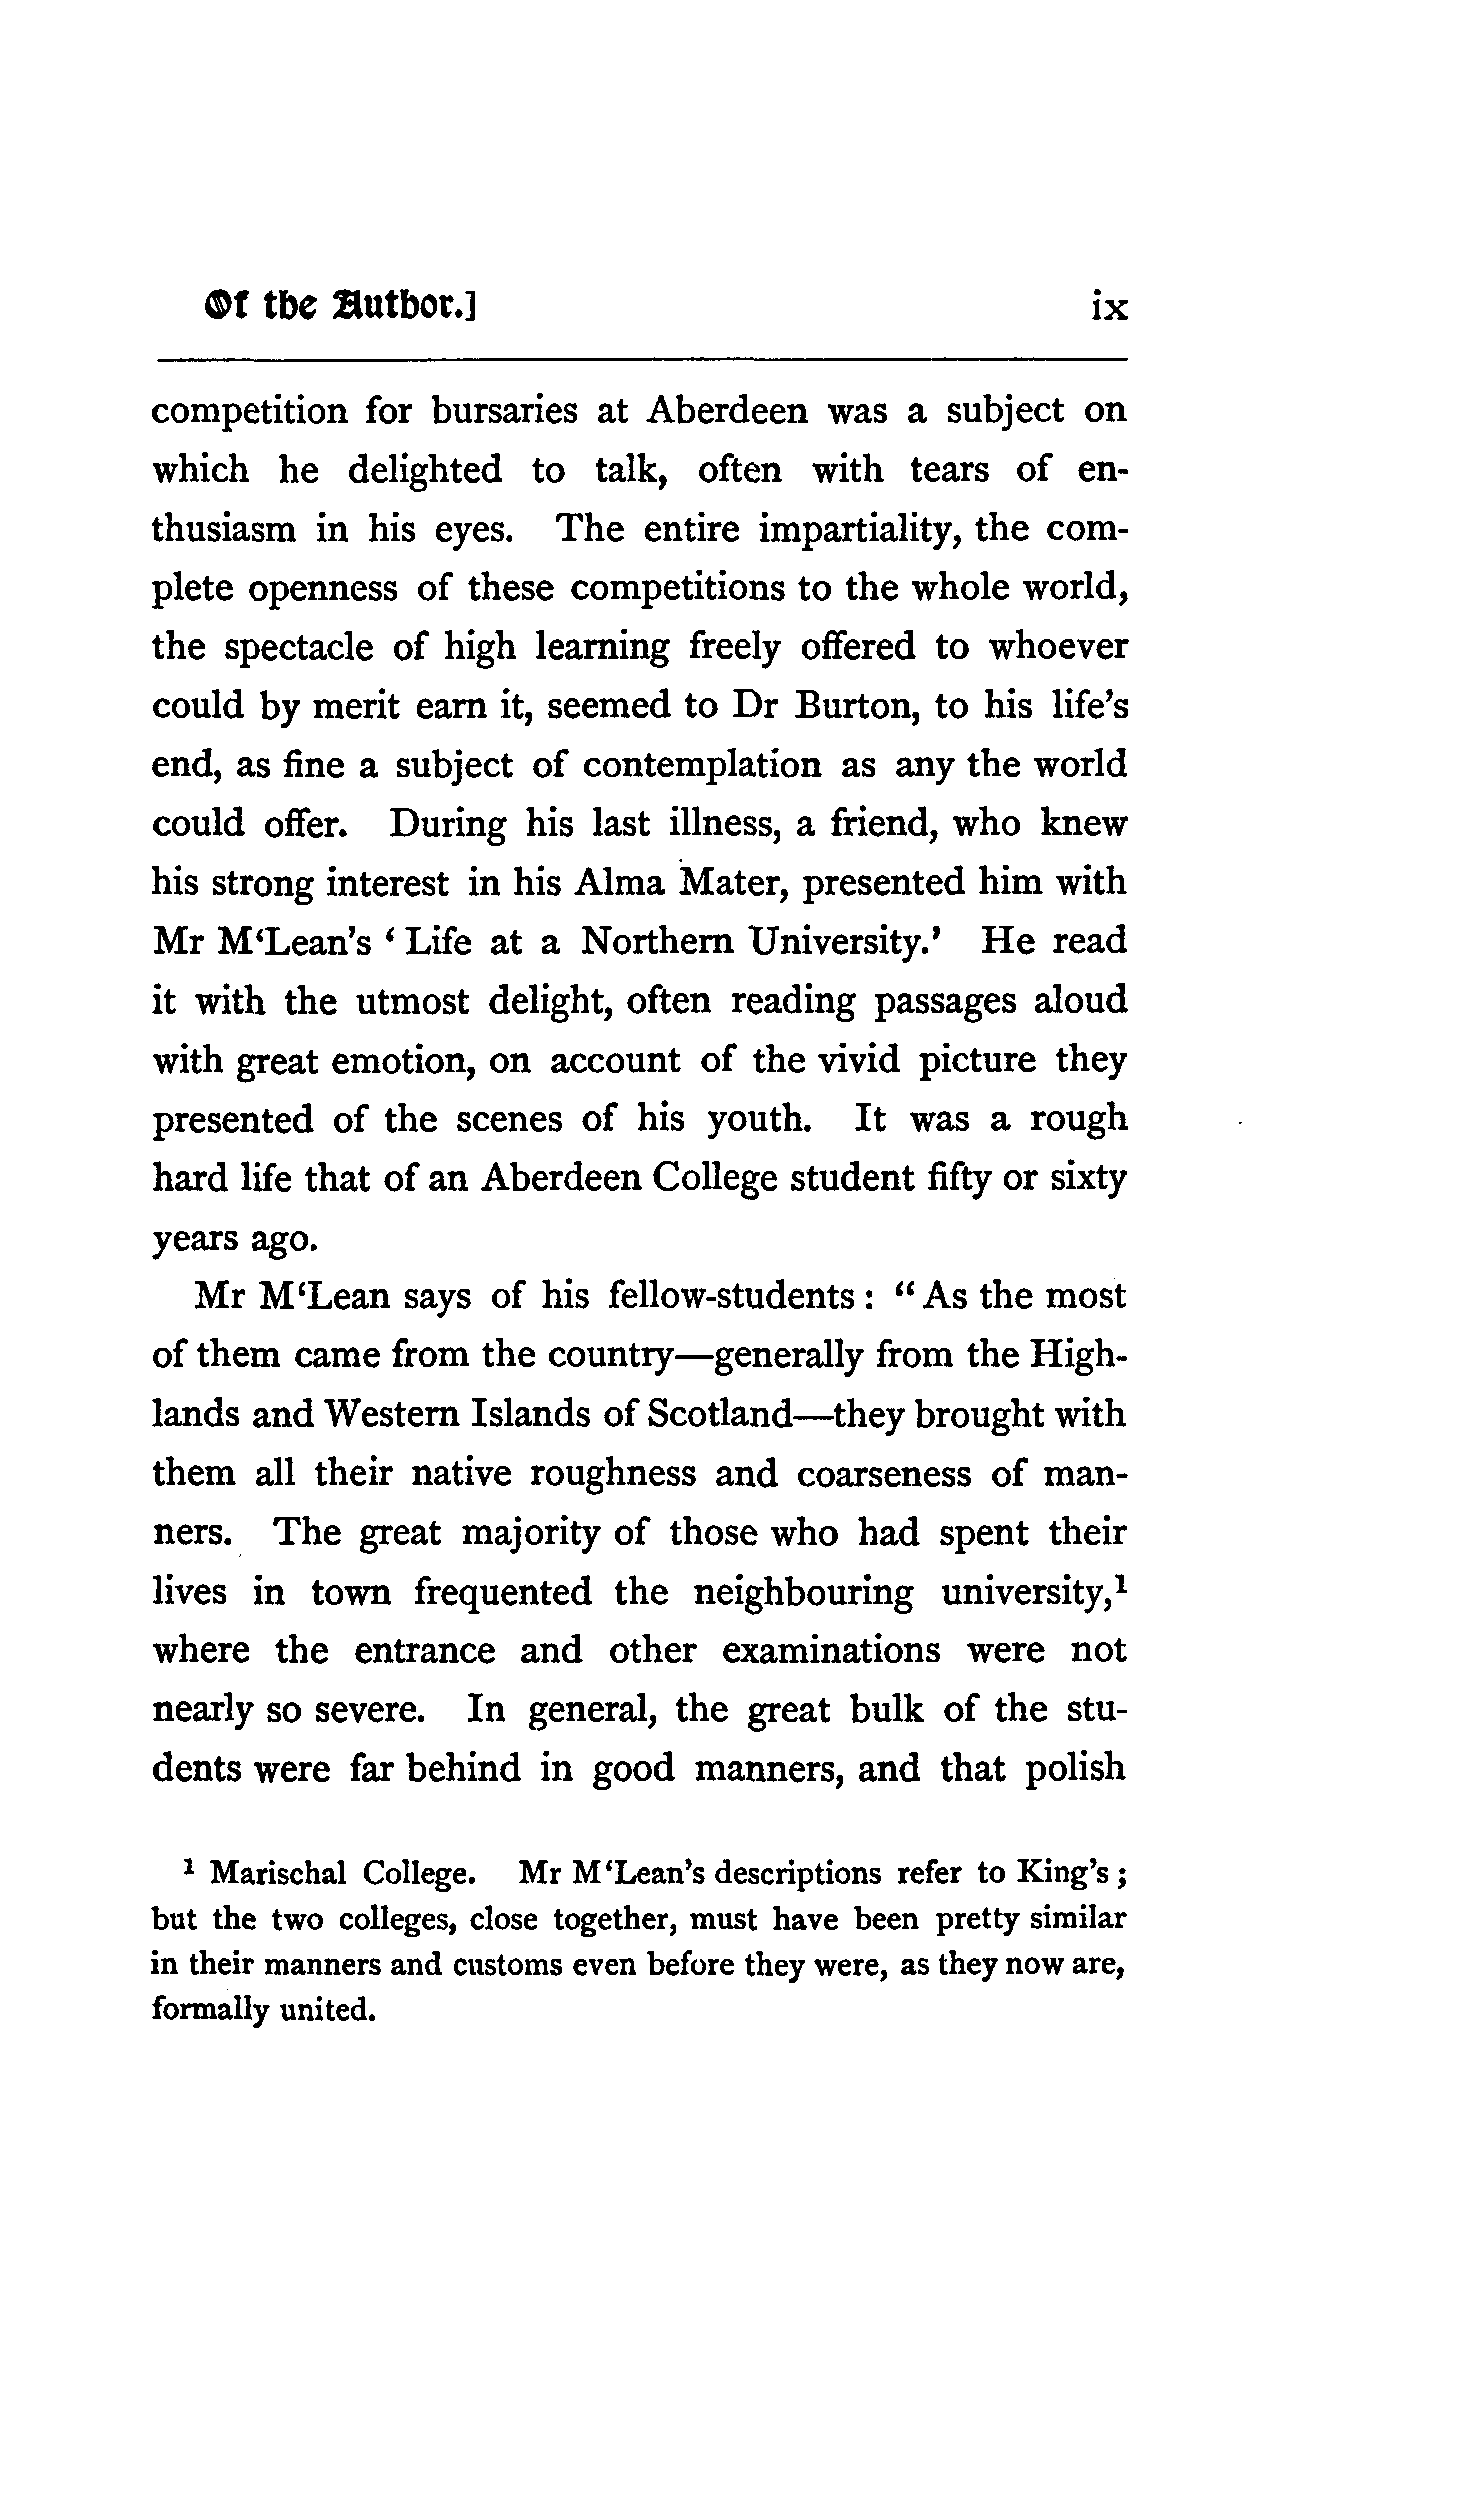 Of the Author.] ix
competition for bursaries at Aberdeen was a subject on
which he delighted to talk, often with tears of en-
thusiasm in his eyes. The entire impartiality, the com-
plete openness of these competitions to the whole world,
the spectacle of high learning freely offered to whoever
could by merit earn it, seemed to Dr Burton, to his life's
end, as fine a subject of contemplation as any the world
could offer. During his last illness, a friend, who knew
his strong interest in his Alma Mater, presented him with
Mr M‘Lean's ‘ Life at a Northern University.’ He read
it with the utmost delight, often reading passages aloud
with great emotion, on account of the vivid picture they
presented of the scenes of his youth. It was a rough
hard life that of an Aberdeen College student fifty or sixty
years ago.
Mr M‘Lean says of his fellow-students : “ As the most
of them came from the country—generally from the High-
lands and Western Islands of Scotland—they brought with
them all their native roughness and coarseness of man-
ners. The great majority of those who had spent their
lives in town frequented the neighbouring university,¹
where the entrance and other examinations were not
nearly so severe. In general, the great bulk of the stu-
dents were far behind in good manners, and that polish
¹ Marischal College. Mr M‘Lean's descriptions refer to King's ;
but the two colleges, close together, must have been pretty similar
in their manners and customs even before they were, as they now are,
formally united.